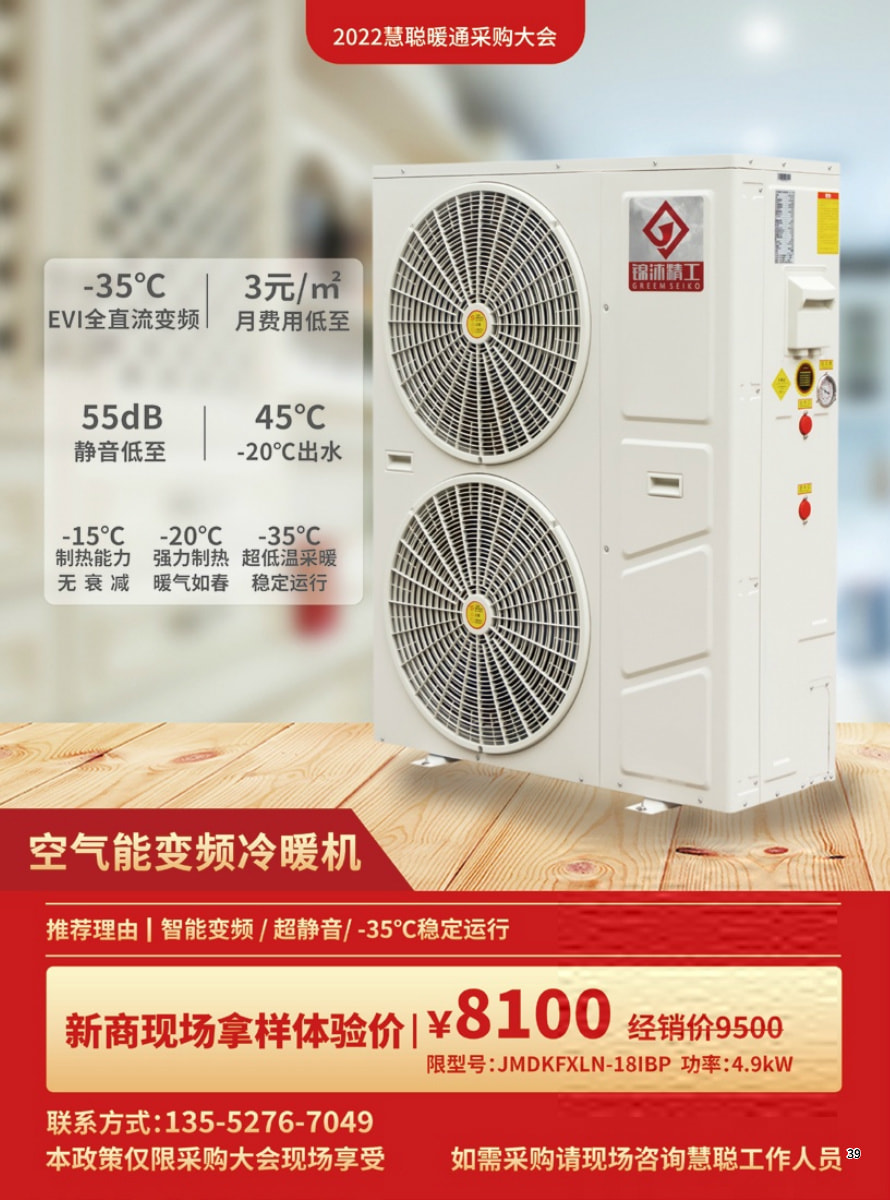 2022慧聪暖通采购大会
锦沐精工
GREEMSEIKO
-35℃
EVI全直流变频
3元/㎡
月费用低至
55dB
静音低至
45℃
-20℃出水
-15℃
制热能力
无衰减
-20℃
强力制热
暖气如春
-35℃
超低温采暖
稳定运行
空气能变频冷暖机
推荐理由 | 智能变频 / 超静音/ -35℃稳定运行
新商现场拿样体验价 | ¥8100 经销价9500
限型号：JMDKFXLN-18IBP 功率：4.9kW
联系方式：135-5276-7049
本政策仅限采购大会现场享受
如需采购请现场咨询慧聪工作人员
39